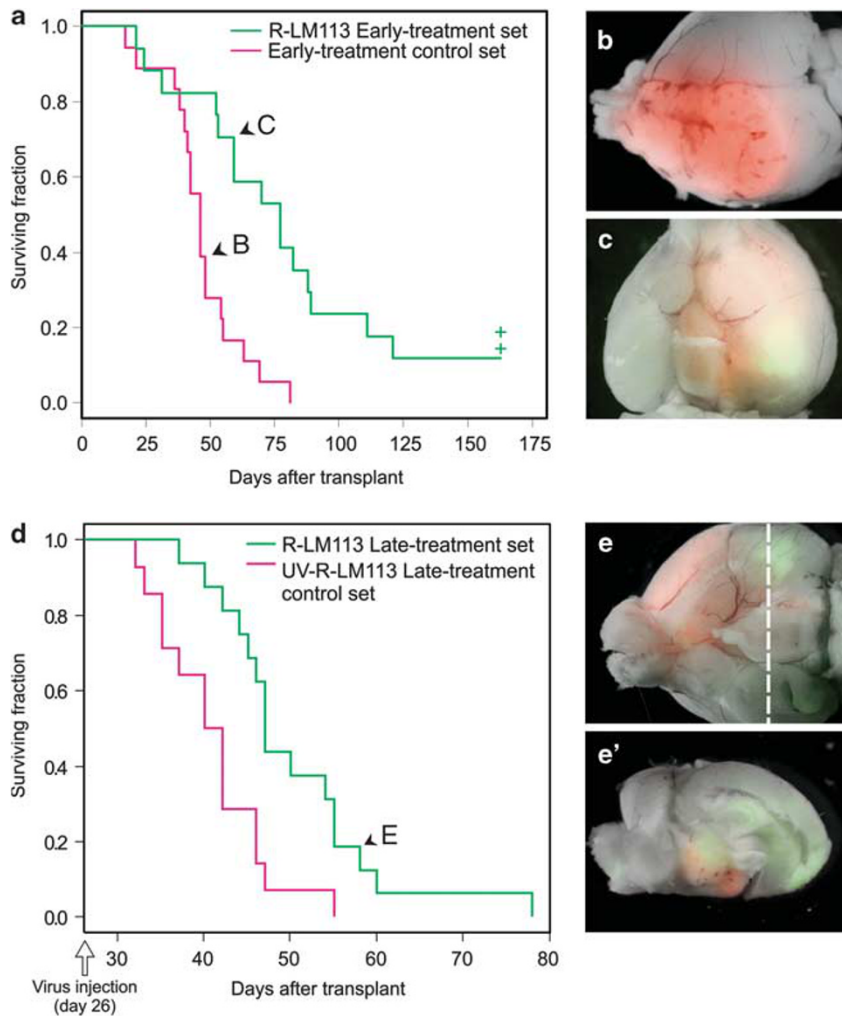 a
R-LM113 Early-treatment set
Early-treatment control set
1.0
0.8
0.6
0.4
0.2
0.0
Surviving fraction
C
B
0 25 50 75 100 125 150 175
Days after transplant
b
c
d
R-LM113 Late-treatment set
UV-R-LM113 Late-treatment
control set
1.0
0.8
0.6
0.4
0.2
0.0
Surviving fraction
E
30 40 50 60 70 80
Days after transplant
Virus injection
(day 26)
e
e'